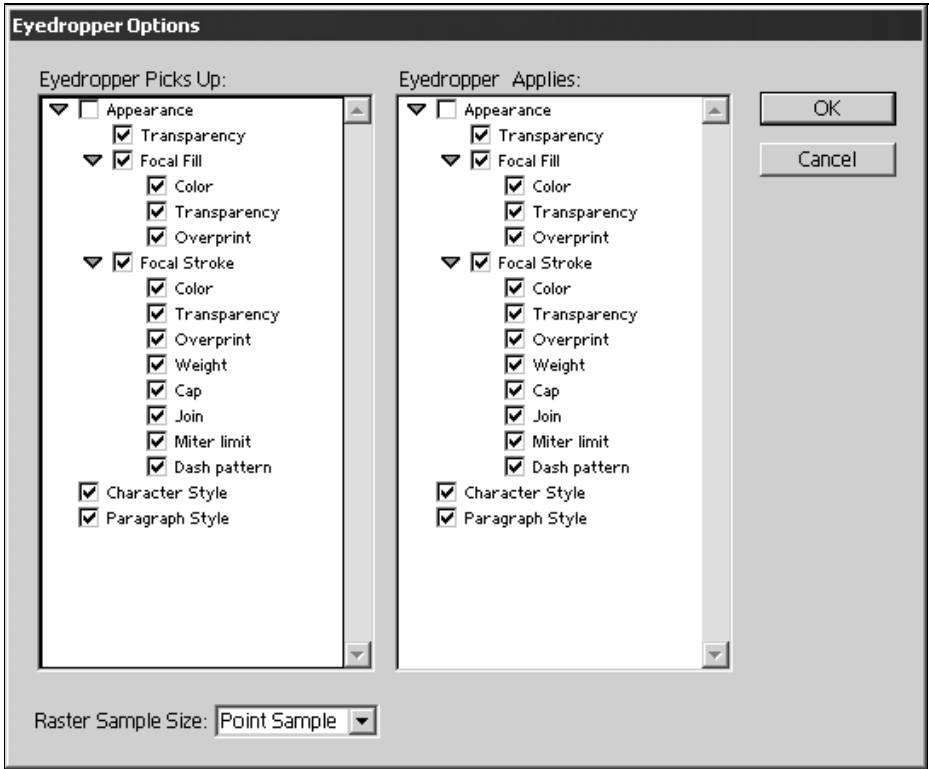 Eyedropper Options
Eyedropper Picks Up:
Appearance
Transparency
Focal Fill
Color
Transparency
Overprint
Focal Stroke
Color
Transparency
Overprint
Weight
Cap
Join
Miter limit
Dash pattern
Character Style
Paragraph Style
Eyedropper Applies:
Appearance
Transparency
Focal Fill
Color
Transparency
Overprint
Focal Stroke
Color
Transparency
Overprint
Weight
Cap
Join
Miter limit
Dash pattern
Character Style
Paragraph Style
OK
Cancel
Raster Sample Size: Point Sample